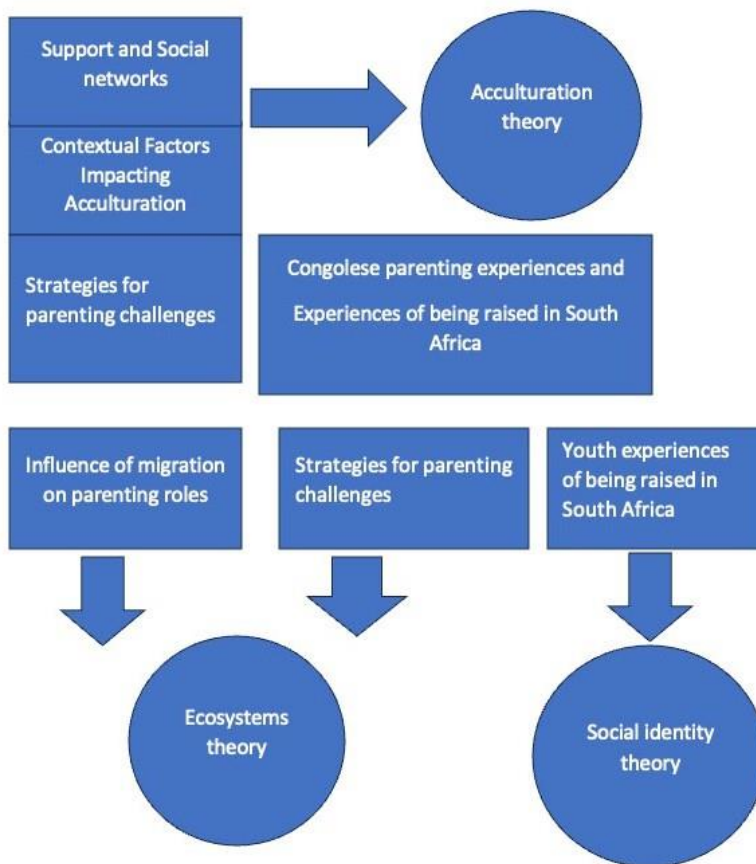 Support and Social
networks
Acculturation
theory
Contextual Factors
Impacting
Acculturation
Strategies for
parenting challenges
Congolese parenting experiences and
Experiences of being raised in South
Africa
Influence of migration
on parenting roles
Strategies for parenting
challenges
Youth experiences
of being raised in
South Africa
Ecosystems
theory
Social identity
theory